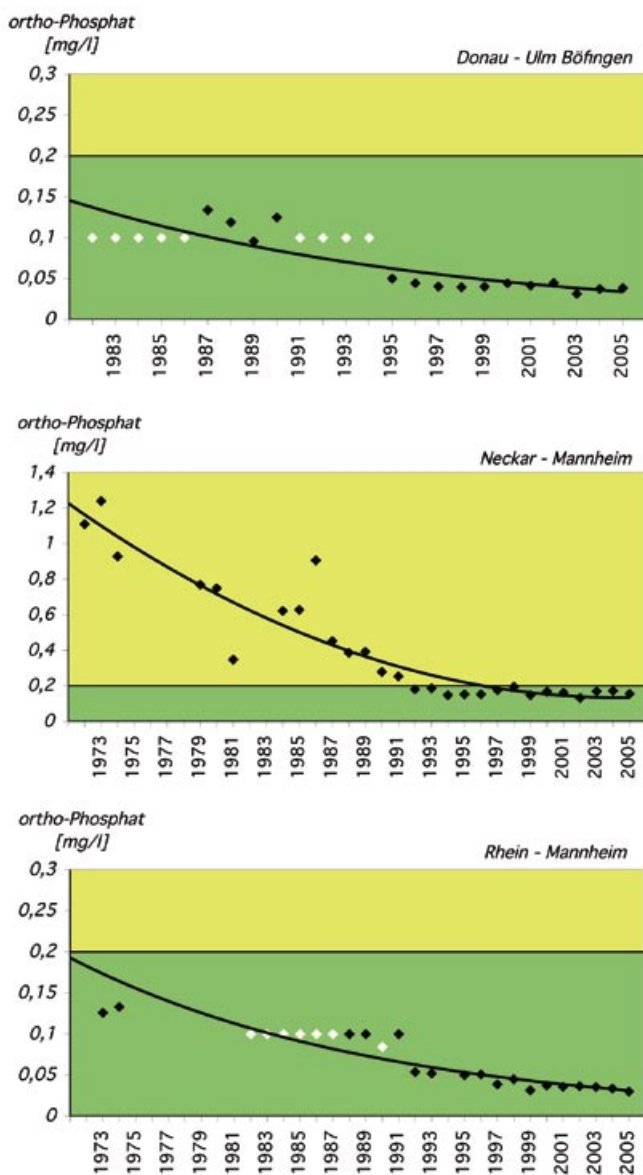 ortho-Phosphat
[mg/l]
Donau - Ulm Böfingen
0,3
0,25
0,2
0,15
0,1
0,05
0
1983 1985 1987 1989 1991 1993 1995 1997 1999 2001 2003 2005
ortho-Phosphat
[mg/l]
Neckar - Mannheim
1,4
1,2
1
0,8
0,6
0,4
0,2
0
1973 1975 1977 1979 1981 1983 1985 1987 1989 1991 1993 1995 1997 1999 2001 2003 2005
ortho-Phosphat
[mg/l]
Rhein - Mannheim
0,3
0,25
0,2
0,15
0,1
0,05
0
1973 1975 1977 1979 1981 1983 1985 1987 1989 1991 1993 1995 1997 1999 2001 2003 2005